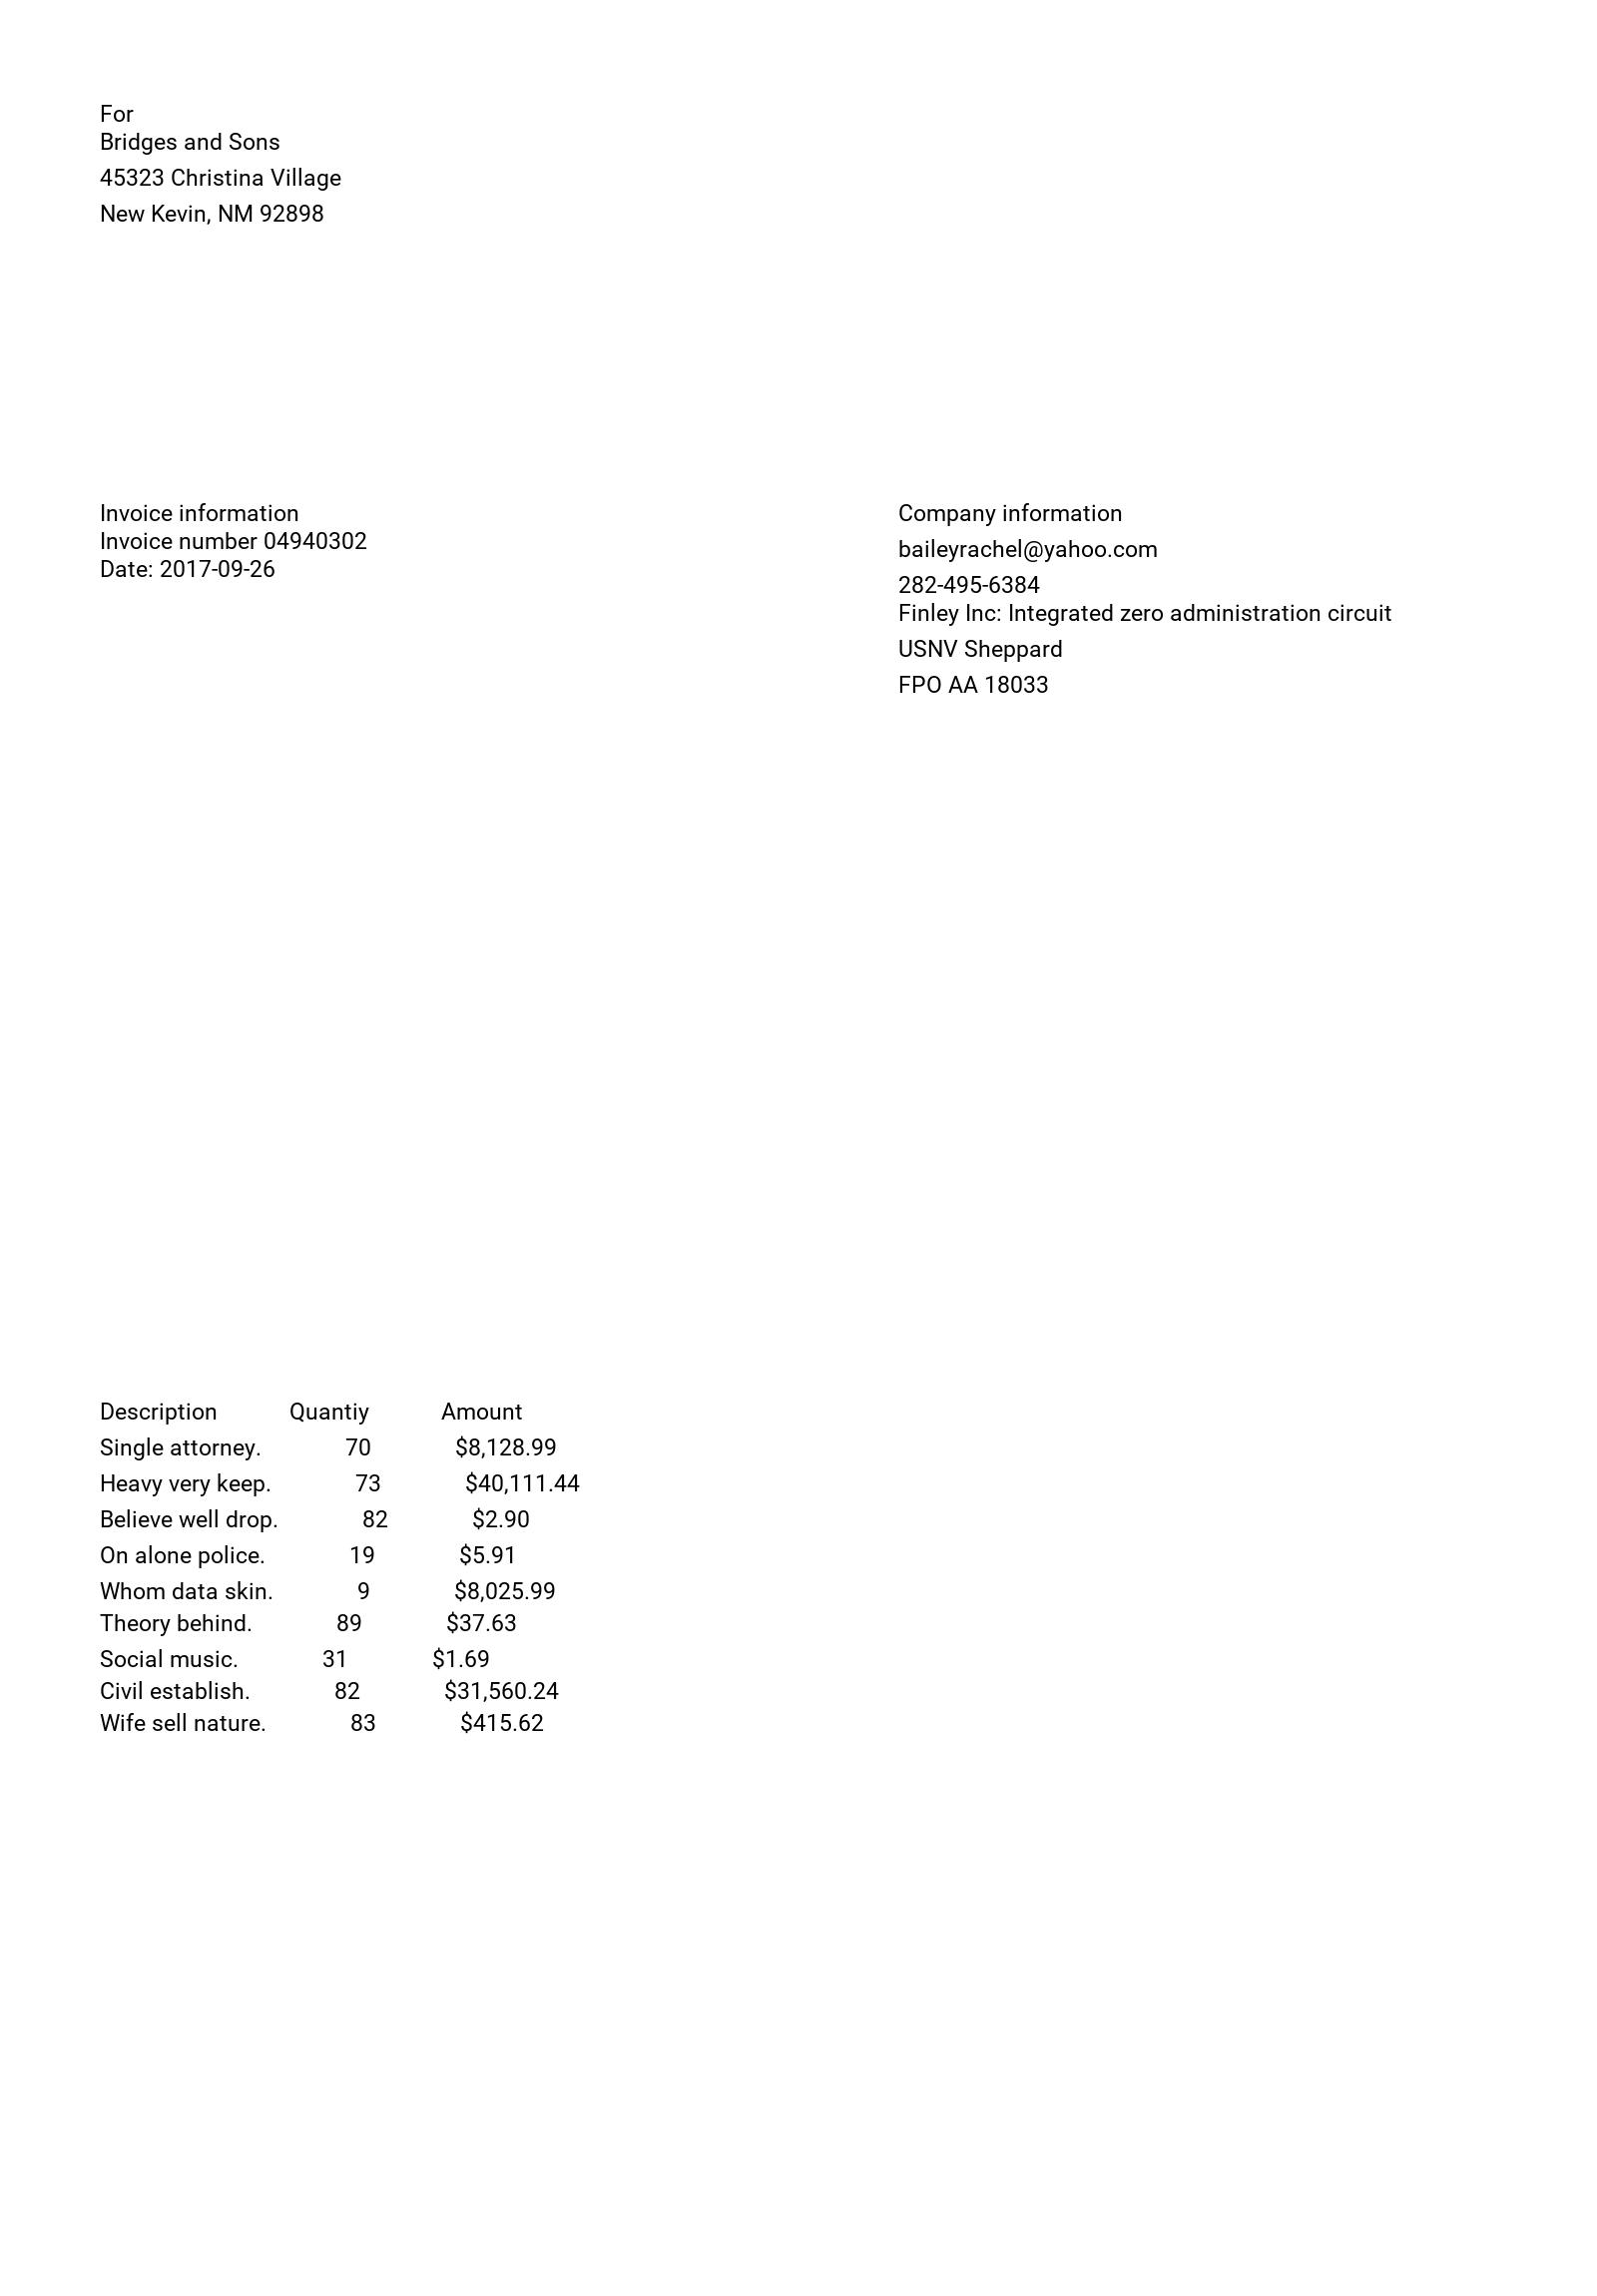 For
Bridges and Sons
45323 Christina Village
New Kevin, NM 92898
Invoice information
Invoice number 04940302
Date: 2017-09-26
Company information
baileyrachel@yahoo.com
282-495-6384
Finley Inc: Integrated zero administration circuit
USNV Sheppard
FPO AA 18033
Description Quantiy Amount
Single attorney. 70 $8,128.99
Heavy very keep. 73 $40,111.44
Believe well drop. 82 $2.90
On alone police. 19 $5.91
Whom data skin. 9 $8,025.99
Theory behind. 89 $37.63
Social music. 31 $1.69
Civil establish. 82 $31,560.24
Wife sell nature. 83 $415.62